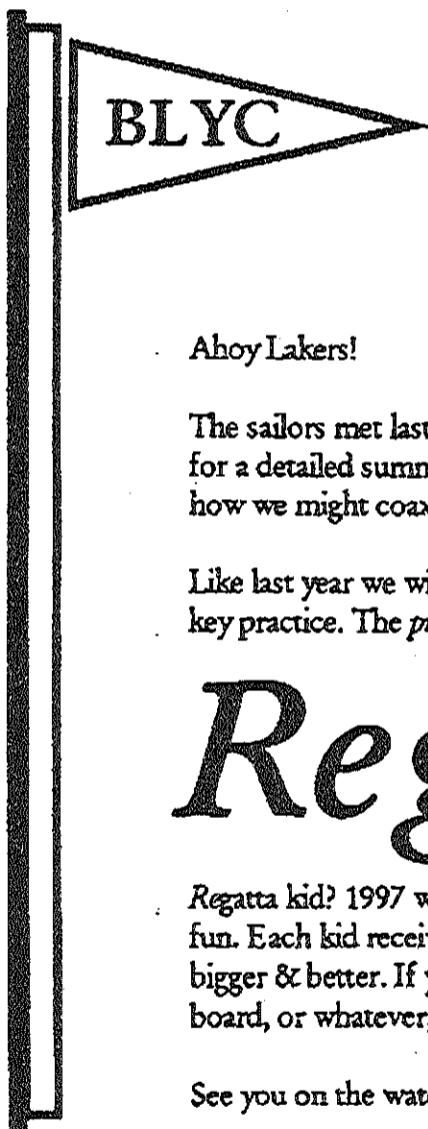 BLYC
Ahoy Lakers!
The sailors met last
for a detailed summ
how we might coax
Like last year we wi
key practice. The pr
Reg
Regatta kid? 1997 w
fun. Each kid recei
bigger & better. If y
board, or whatever,
See you on the wat